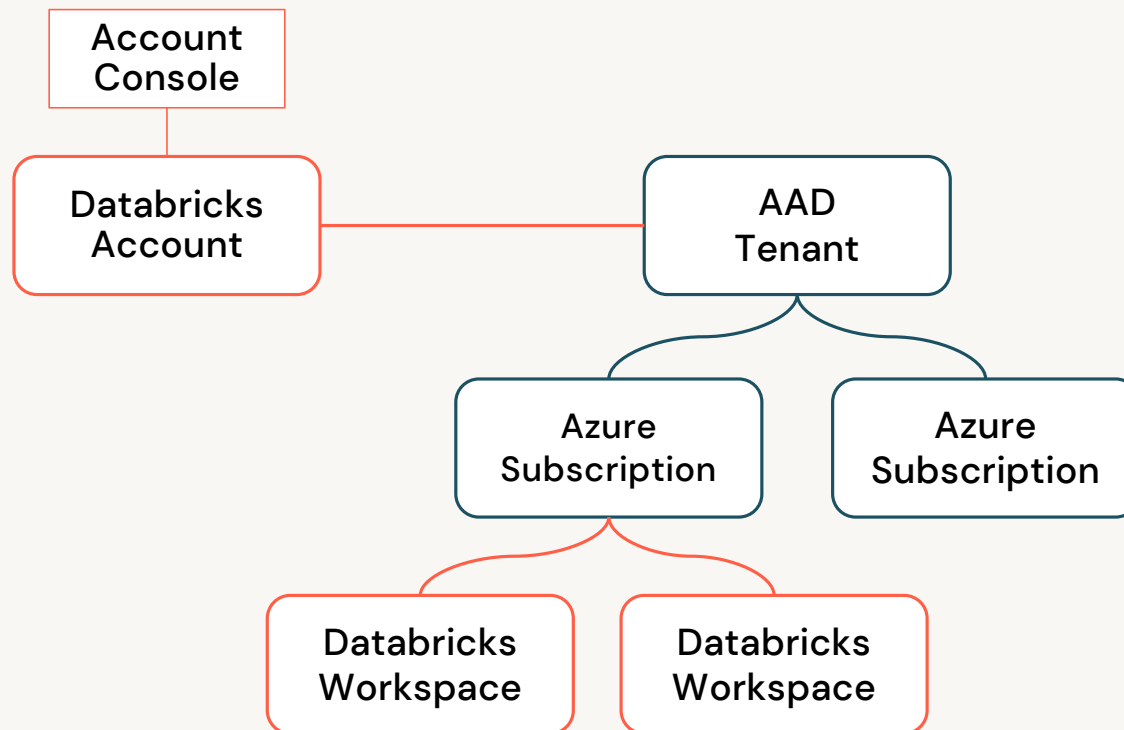 Account
Console
Databricks
Account
AAD
Tenant
Azure
Subscription
Azure
Subscription
Databricks
Workspace
Databricks
Workspace